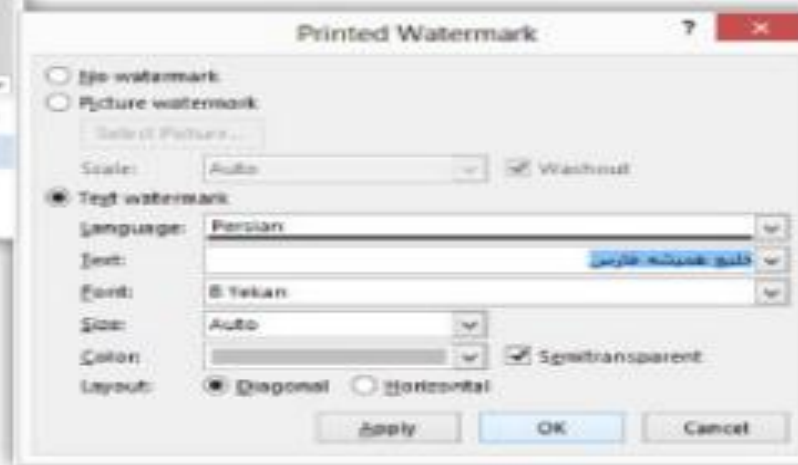 Printed Watermark ?
No watermark
Picture watermark
Select Picture...
Scale: Auto Washout
Text watermark
Language: Persian
Text: خلیج همیشه فارس
Font: B Yekan
Size: Auto
Color: Semitransparent
Layout: Diagonal Horizontal
Apply OK Cancel